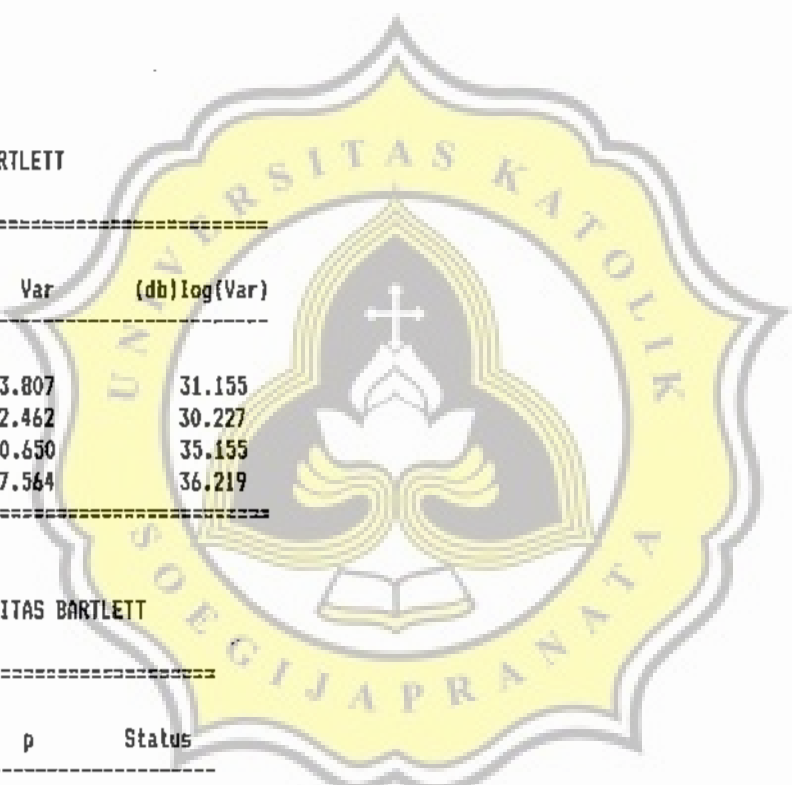 RTLETT
Var (db)log(Var)
3.807 31.155
2.462 30.227
0.650 35.155
7.564 36.219
ITAS BARTLETT
p Status
UNIVERSITAS KATOLIK
SOEGIJAPRANATA